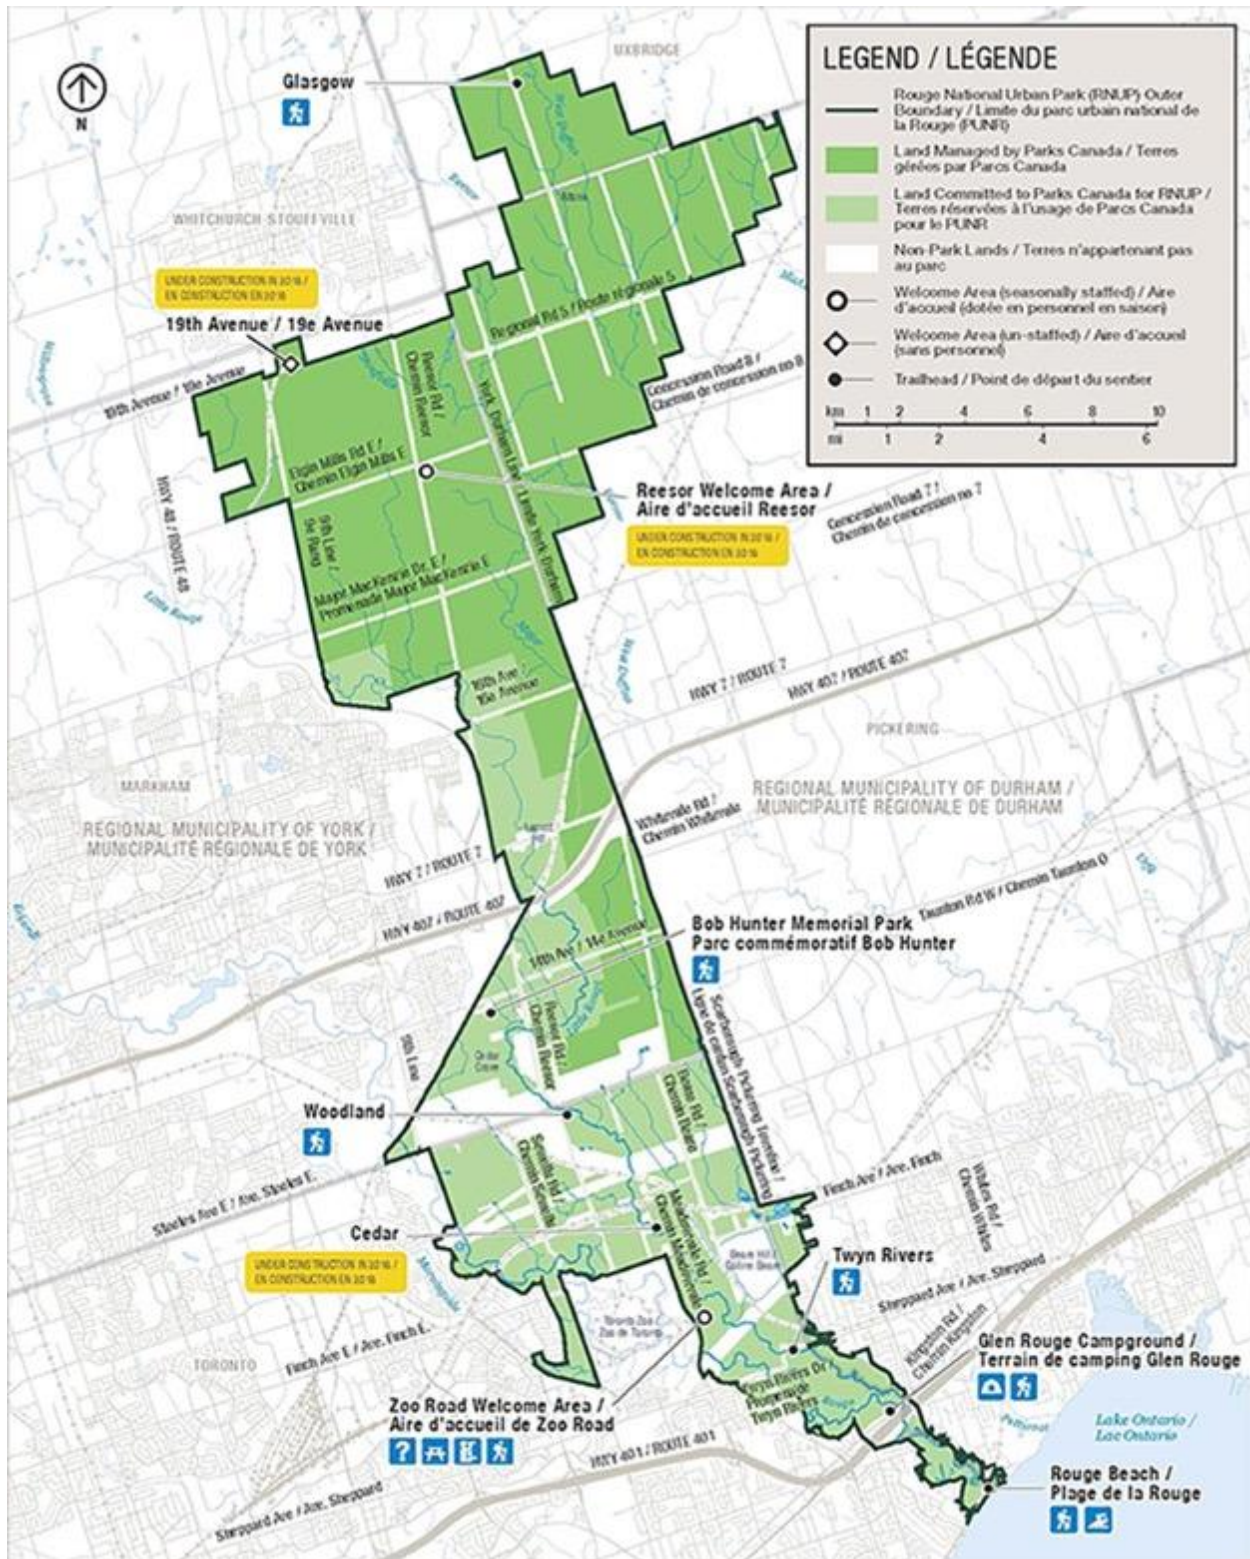 UXBRIDGE
Glasgow
N
WHITCHURCH-STOUFFVILLE
LEGEND / LÉGENDE
Rouge National Urban Park (RNUP) Outer
Boundary / Limite du parc urbain national de
la Rouge (PUNR)
Land Managed by Parks Canada / Terres
gérées par Parcs Canada
Land Committed to Parks Canada for RNUP /
Terres réservées à l'usage de Parcs Canada
pour le PUNR
Non-Park Lands / Terres n'appartenant pas
au parc
Welcome Area (seasonally staffed) / Aire
d'accueil (dotée en personnel en saison)
Welcome Area (un-staffed) / Aire d'accueil
(sans personnel)
Trailhead / Point de départ du sentier
km 1 2 4 6 8 10
mi 1 2 4 6
UNDER CONSTRUCTION IN 2016 /
EN CONSTRUCTION EN 2016
19th Avenue / 19e Avenue
19th Avenue / 19e Avenue
Regional Rd 5 / Route régionale 5
Reesor Rd /
Chemin Reesor
York Durham Line / Limite York-Durham
Concession Road 8 /
Chemin de concession no 8
Elgin Mills Rd E /
Chemin Elgin Mills E
HWY 48 / ROUTE 48
9th Line /
9e Rang
Reesor Welcome Area /
Aire d'accueil Reesor
UNDER CONSTRUCTION IN 2016 /
EN CONSTRUCTION EN 2016
Concession Road 7 /
Chemin de concession no 7
Major MacKenzie Dr. E /
Promenade Major MacKenzie E
Little Rouge
West Duffins
16th Ave /
16e Avenue
HWY 7 / ROUTE 7
HWY 407 / ROUTE 407
PICKERING
MARKHAM
REGIONAL MUNICIPALITY OF DURHAM /
MUNICIPALITÉ RÉGIONALE DE DURHAM
REGIONAL MUNICIPALITY OF YORK /
MUNICIPALITÉ RÉGIONALE DE YORK
Whitevale Rd /
Chemin Whitevale
HWY 7 / ROUTE 7
HWY 407 / ROUTE 407
Taunton Rd W / Chemin Taunton O
Bob Hunter Memorial Park
Parc commémoratif Bob Hunter
14th Ave / 14e Avenue
Reesor Rd /
Chemin Reesor
Scarborough Pickering Townline /
Ligne de canton Scarborough Pickering
9th Line
Cedar
Grove
Woodland
Beare Rd /
Chemin Beare
Sewells Rd /
Chemin Sewells
Finch Ave / Ave. Finch
Whites Rd /
Chemin Whites
Steeles Ave E / Ave. Steeles E.
Cedar
UNDER CONSTRUCTION IN 2016 /
EN CONSTRUCTION EN 2016
Morningside
Meadowvale Rd /
Chemin Meadowvale
Beare Hill /
Colline Beare
Twyn Rivers
Sheppard Ave / Ave. Sheppard
Toronto Zoo /
Zoo de Toronto
Kingston Rd /
Chemin Kingston
Glen Rouge Campground /
Terrain de camping Glen Rouge
Finch Ave E / Ave. Finch E.
TORONTO
Twyn Rivers Dr /
Promenade
Twyn Rivers
Rouge
Zoo Road Welcome Area /
Aire d'accueil de Zoo Road
?
Petticoat
Lake Ontario /
Lac Ontario
HWY 401 / ROUTE 401
Rouge Beach /
Plage de la Rouge
Sheppard Ave / Ave. Sheppard